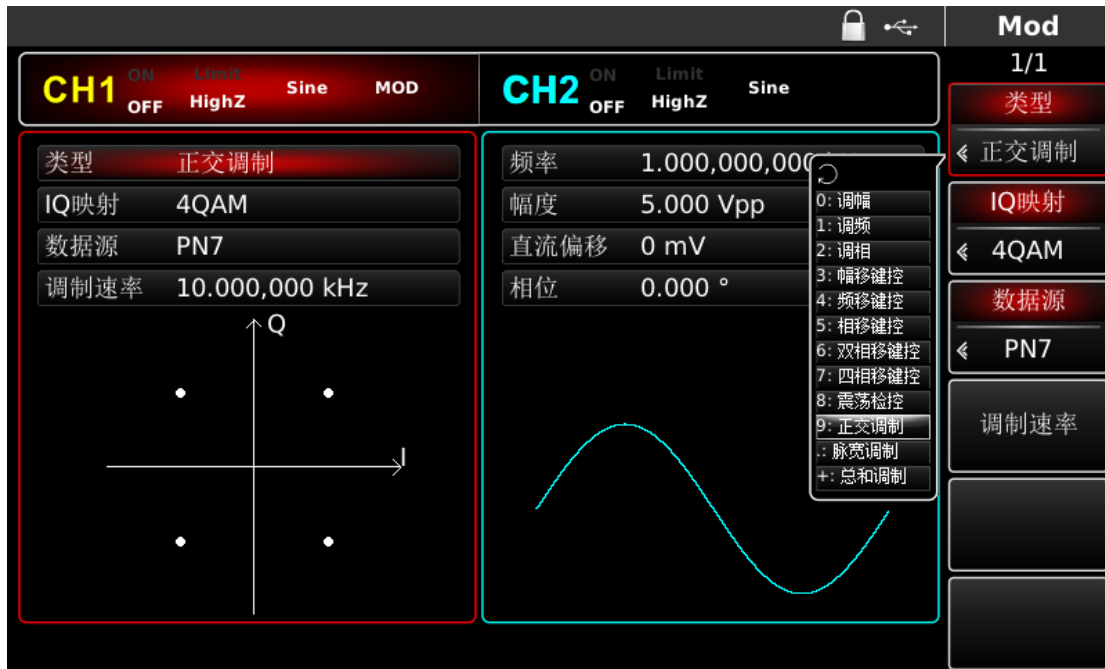 Mod
1/1
CH1 ON OFF Limit HighZ Sine MOD
CH2 ON OFF Limit HighZ Sine
类型 正交调制
IQ映射 4QAM
数据源 PN7
调制速率 10.000,000 kHz
Q
I
频率 1.000,000,000
幅度 5.000 Vpp
直流偏移 0 mV
相位 0.000 °
0: 调幅
1: 调频
2: 调相
3: 幅移键控
4: 频移键控
5: 相移键控
6: 双相移键控
7: 四相移键控
8: 震荡检控
9: 正交调制
.: 脉宽调制
+: 总和调制
类型
正交调制
IQ映射
4QAM
数据源
PN7
调制速率